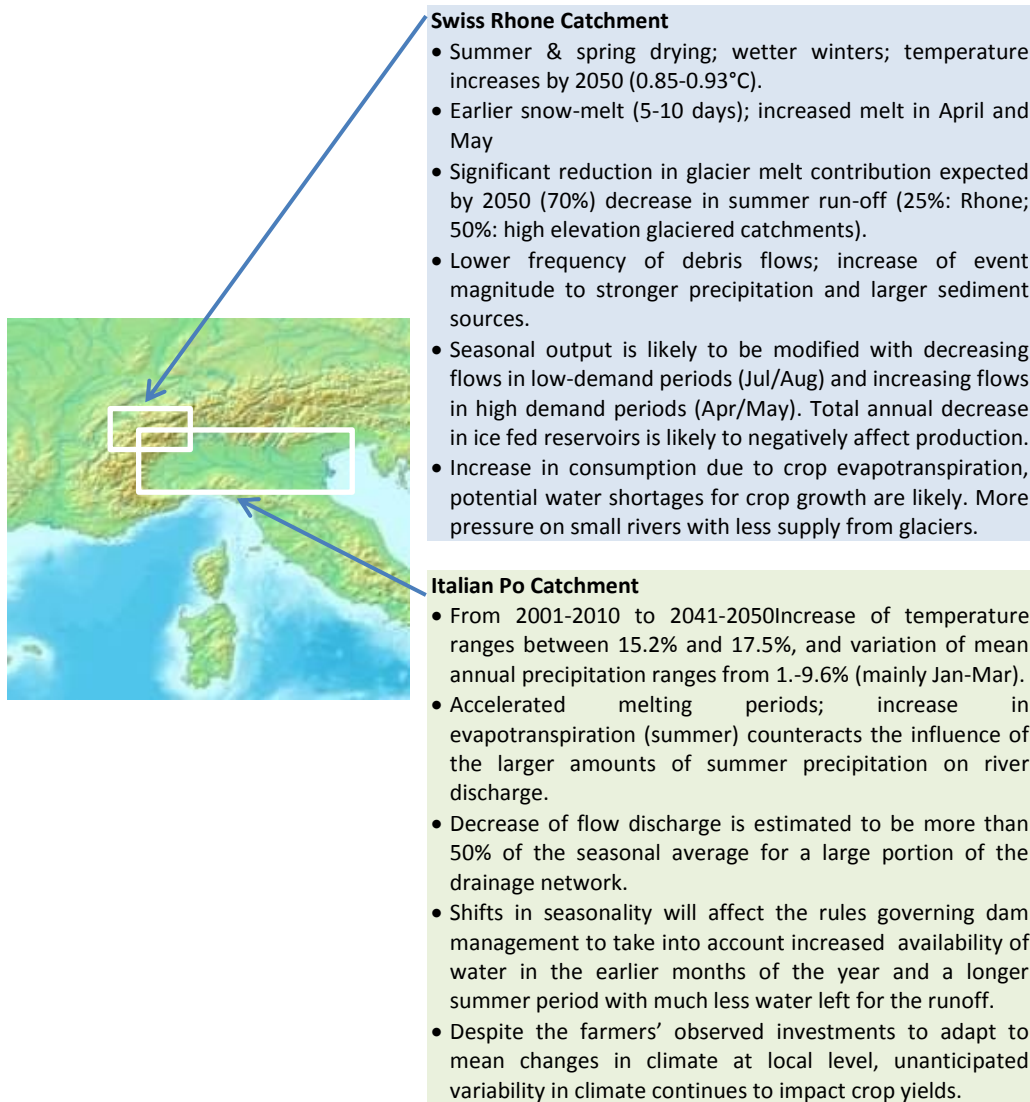 Swiss Rhone Catchment
• Summer & spring drying; wetter winters; temperature
increases by 2050 (0.85-0.93°C).
• Earlier snow-melt (5-10 days); increased melt in April and
May
• Significant reduction in glacier melt contribution expected
by 2050 (70%) decrease in summer run-off (25%: Rhone;
50%: high elevation glaciered catchments).
• Lower frequency of debris flows; increase of event
magnitude to stronger precipitation and larger sediment
sources.
• Seasonal output is likely to be modified with decreasing
flows in low-demand periods (Jul/Aug) and increasing flows
in high demand periods (Apr/May). Total annual decrease
in ice fed reservoirs is likely to negatively affect production.
• Increase in consumption due to crop evapotranspiration,
potential water shortages for crop growth are likely. More
pressure on small rivers with less supply from glaciers.
Italian Po Catchment
• From 2001-2010 to 2041-2050Increase of temperature
ranges between 15.2% and 17.5%, and variation of mean
annual precipitation ranges from 1.-9.6% (mainly Jan-Mar).
• Accelerated melting periods; increase in
evapotranspiration (summer) counteracts the influence of
the larger amounts of summer precipitation on river
discharge.
• Decrease of flow discharge is estimated to be more than
50% of the seasonal average for a large portion of the
drainage network.
• Shifts in seasonality will affect the rules governing dam
management to take into account increased availability of
water in the earlier months of the year and a longer
summer period with much less water left for the runoff.
• Despite the farmers’ observed investments to adapt to
mean changes in climate at local level, unanticipated
variability in climate continues to impact crop yields.